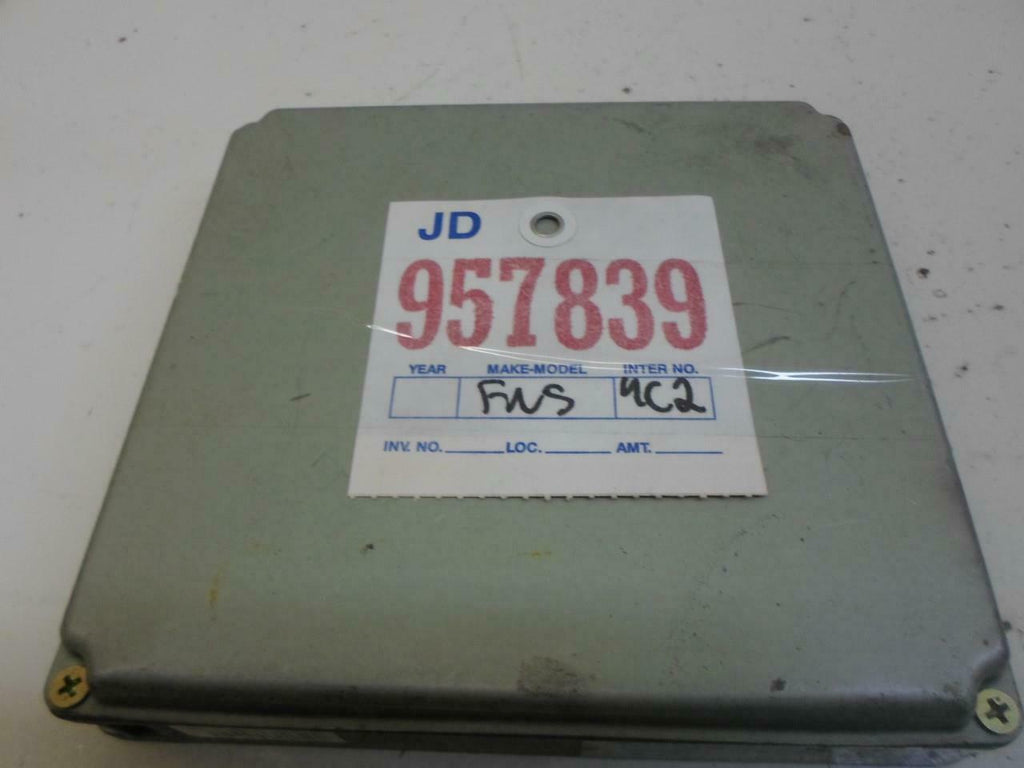 JD
957839
YEAR MAKE-MODEL INTER NO.
FWS 4C2
INV. NO. LOC. AMT.